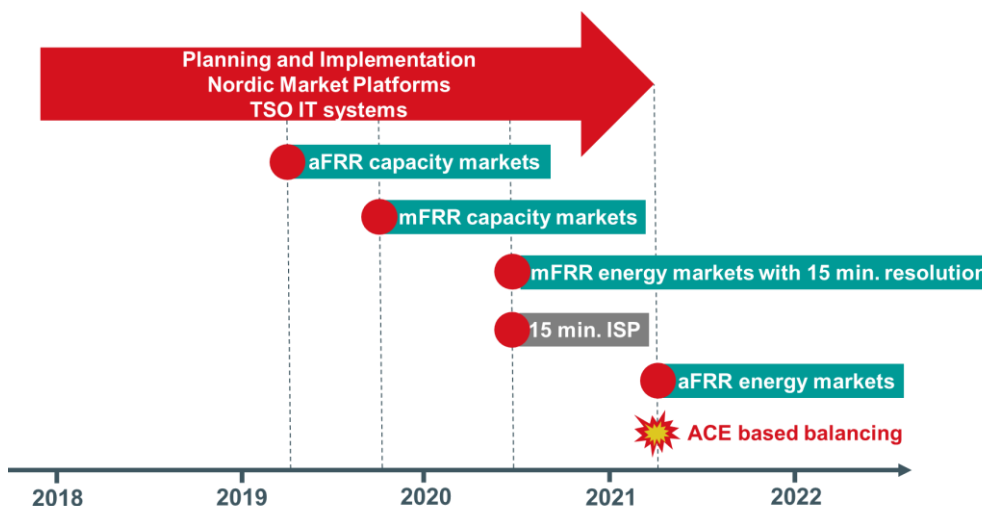 Planning and Implementation
Nordic Market Platforms
TSO IT systems
aFRR capacity markets
mFRR capacity markets
mFRR energy markets with 15 min. resolution
15 min. ISP
aFRR energy markets
ACE based balancing
2018
2019
2020
2021
2022